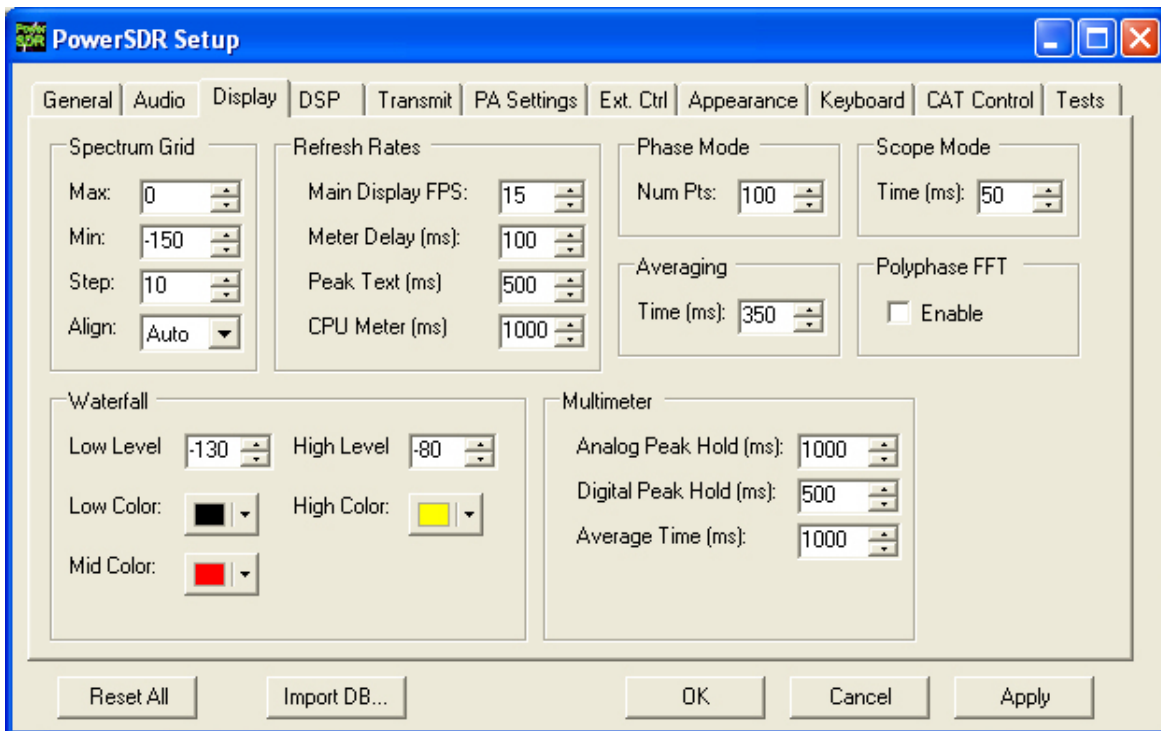 PowerSDR Setup
General Audio Display DSP Transmit PA Settings Ext. Ctrl Appearance Keyboard CAT Control Tests
Spectrum Grid
Max: 0
Min: -150
Step: 10
Align: Auto
Refresh Rates
Main Display FPS: 15
Meter Delay (ms): 100
Peak Text (ms) 500
CPU Meter (ms) 1000
Phase Mode
Num Pts: 100
Scope Mode
Time (ms): 50
Averaging
Time (ms): 350
Polyphase FFT
Enable
Waterfall
Low Level -130 High Level -80
Low Color: High Color:
Mid Color:
Multimeter
Analog Peak Hold (ms): 1000
Digital Peak Hold (ms): 500
Average Time (ms): 1000
Reset All Import DB... OK Cancel Apply